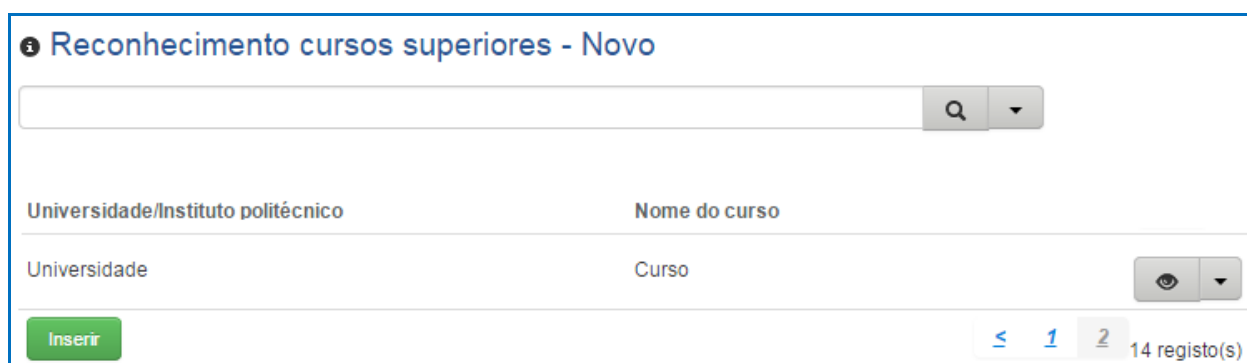 Reconhecimento cursos superiores - Novo
Universidade/Instituto politécnico Nome do curso
Universidade Curso
Inserir ≤ 1 2 14 registo(s)